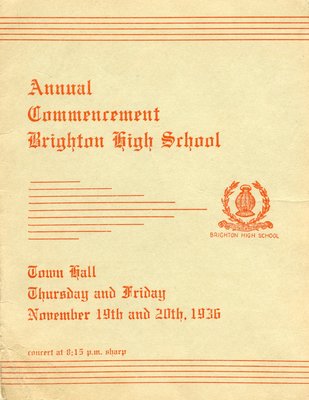 Annual
Commencement
Brighton High School
BRIGHTON HIGH SCHOOL
Town Hall
Thursday and Friday
November 19th and 20th, 1936
concert at 8:15 p.m. sharp